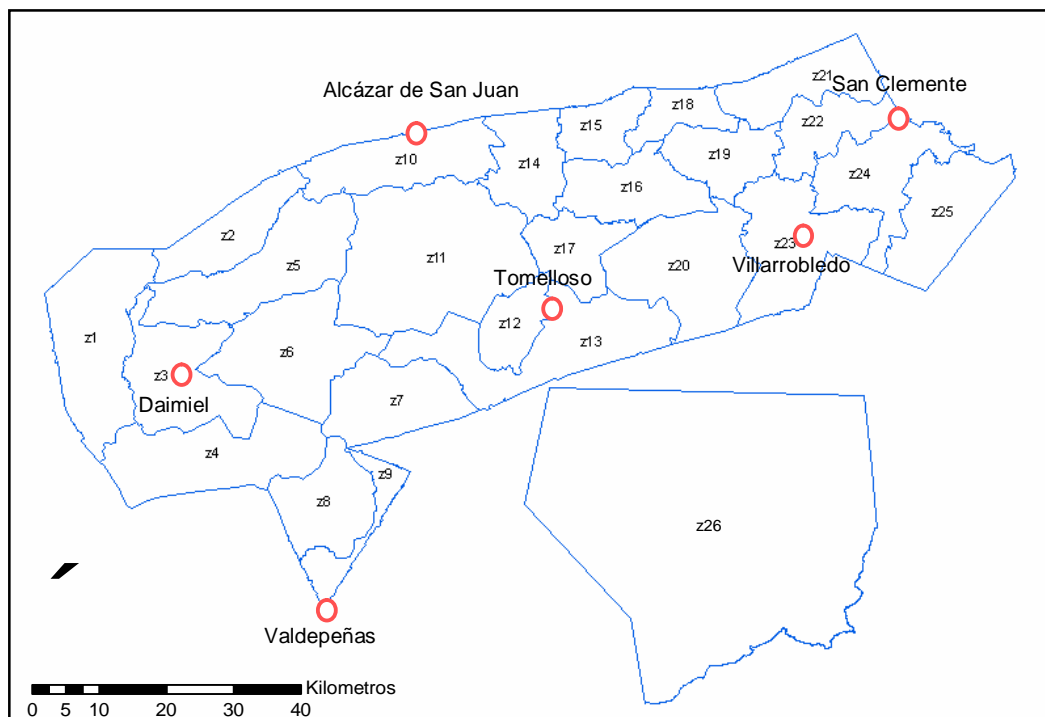 z21
San Clemente
Alcázar de San Juan
z18
z22
z15
z10
z14
z19
z16
z24
z25
z2
z5
z11
z17
z23
z20
Villarrobledo
Tomelloso
z12
z1
z13
z6
z3
Daimiel
z7
z4
z9
z8
z26
Valdepeñas
Kilometros
0 5 10 20 30 40